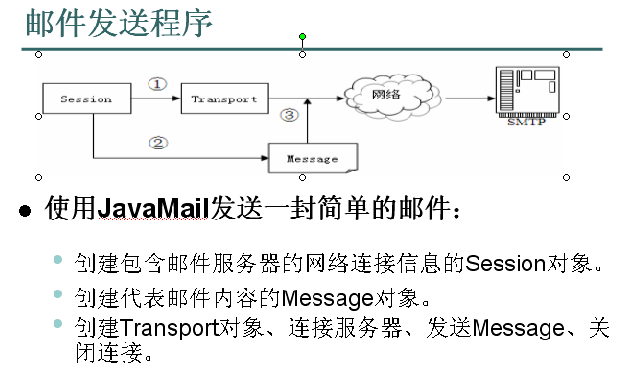 邮件发送程序
①
Session
Transport
网络
③
SMTP
②
Message
使用JavaMail发送一封简单的邮件：
创建包含邮件服务器的网络连接信息的Session对象。
创建代表邮件内容的Message对象。
创建Transport对象、连接服务器、发送Message、关
闭连接。